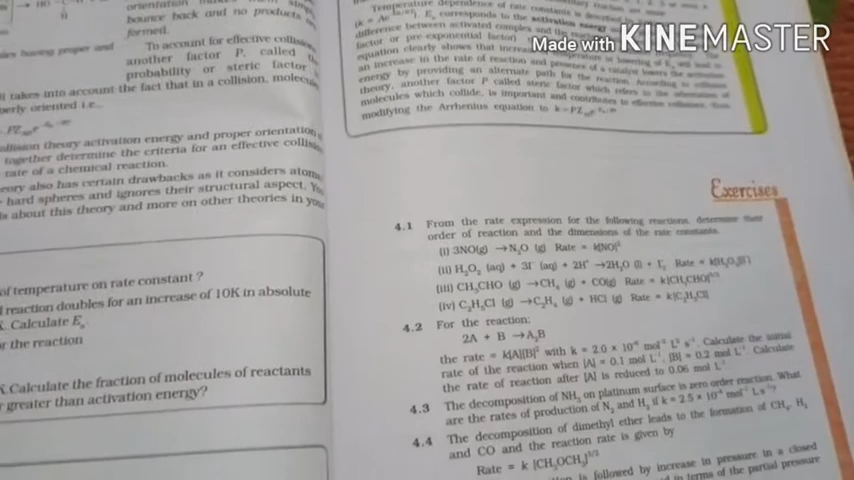 orientation
bounce back and no products
formed.
having proper and
To account for effective collisions,
another factor P, called the
probability or steric factor
takes into account the fact that in a collision, molecules
properly oriented i.e.,
collision theory activation energy and proper orientation
together determine the criteria for an effective collision
rate of a chemical reaction.
also has certain drawbacks as it considers atoms
hard spheres and ignores their structural aspect. You
about this theory and more on other theories in your
of temperature on rate constant ?
reaction doubles for an increase of 10K in absolute
K. Calculate Ea.
the reaction
K. Calculate the fraction of molecules of reactants
greater than activation energy?
Temperature dependence of rate constants is described by
corresponds to the activation energy
difference between activated complex and
factor or pre-exponential factor.
equation clearly shows that increase
an increase in the rate of reaction and presence of a catalyst lowers the activation
energy by providing an alternate path for the reaction. According to collision
theory, another factor P called steric factor which refers to the orientation of
molecules which collide, is important and contributes to effective collisions, thus
modifying the Arrhenius equation to
Made with KINEMASTER
Exercises
4.1 From the rate expression for the following reactions, determine their
order of reaction and the dimensions of the rate constants.
(i) 3NO(g) → N₂O (g) Rate = k[NO]²
(ii) H₂O₂ (aq) + 3I⁻ (aq) + 2H⁺ → 2H₂O (l) + I₃⁻ Rate = k[H₂O₂][I⁻]
(iii) CH₃CHO (g) → CH₄ (g) + CO(g) Rate = k[CH₃CHO]^3/2
(iv) C₂H₅Cl (g) → C₂H₄ (g) + HCl (g) Rate = k[C₂H₅Cl]
4.2 For the reaction:
2A + B → A₂B
the rate = k[A][B]² with k = 2.0 × 10⁻⁶ mol⁻² L² s⁻¹. Calculate the initial
rate of the reaction when [A] = 0.1 mol L⁻¹, [B] = 0.2 mol L⁻¹. Calculate
the rate of reaction after [A] is reduced to 0.06 mol L⁻¹.
4.3 The decomposition of NH₃ on platinum surface is zero order reaction. What
are the rates of production of N₂ and H₂ if k = 2.5 × 10⁻⁴ mol⁻¹ L s⁻¹?
4.4 The decomposition of dimethyl ether leads to the formation of CH₄, H₂
and CO and the reaction rate is given by
Rate = k [CH₃OCH₃]^3/2
is followed by increase in pressure in a closed
in terms of the partial pressure